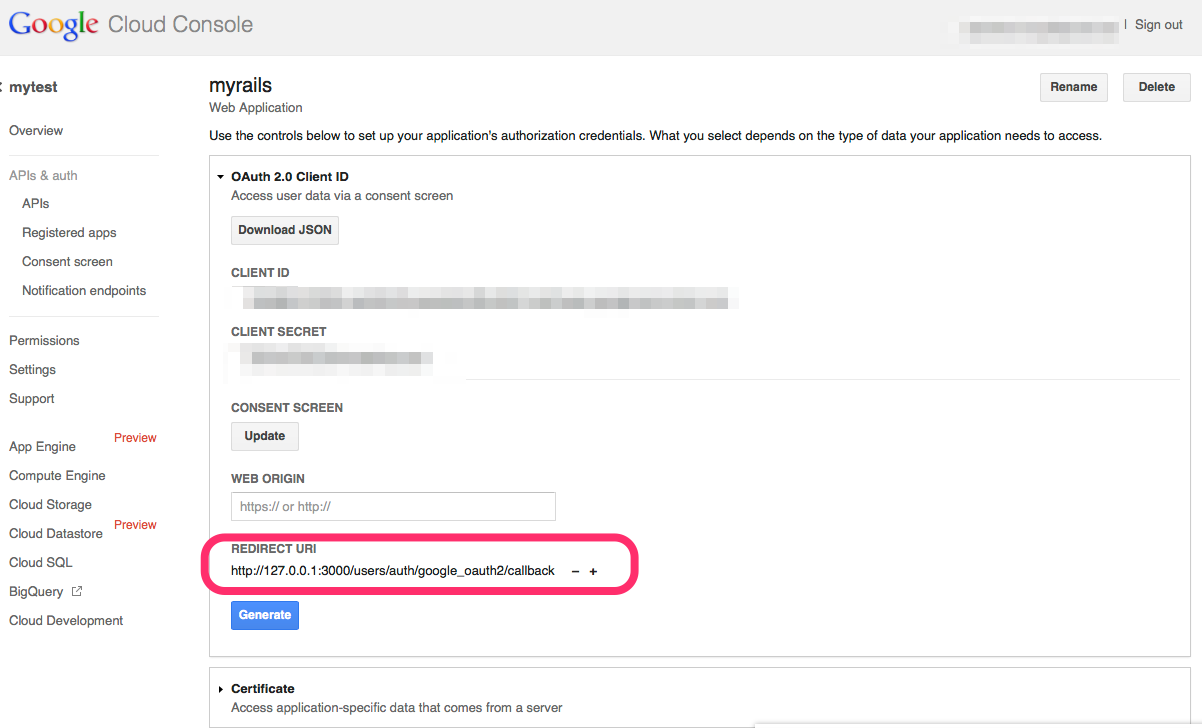 Google Cloud Console
Sign out
mytest
Overview
APIs & auth
APIs
Registered apps
Consent screen
Notification endpoints
Permissions
Settings
Support
App Engine Preview
Compute Engine
Cloud Storage
Cloud Datastore Preview
Cloud SQL
BigQuery
Cloud Development
myrails
Web Application
Rename Delete
Use the controls below to set up your application's authorization credentials. What you select depends on the type of data your application needs to access.
OAuth 2.0 Client ID
Access user data via a consent screen
Download JSON
CLIENT ID
CLIENT SECRET
CONSENT SCREEN
Update
WEB ORIGIN
https:// or http://
REDIRECT URI
http://127.0.0.1:3000/users/auth/google_oauth2/callback − +
Generate
Certificate
Access application-specific data that comes from a server